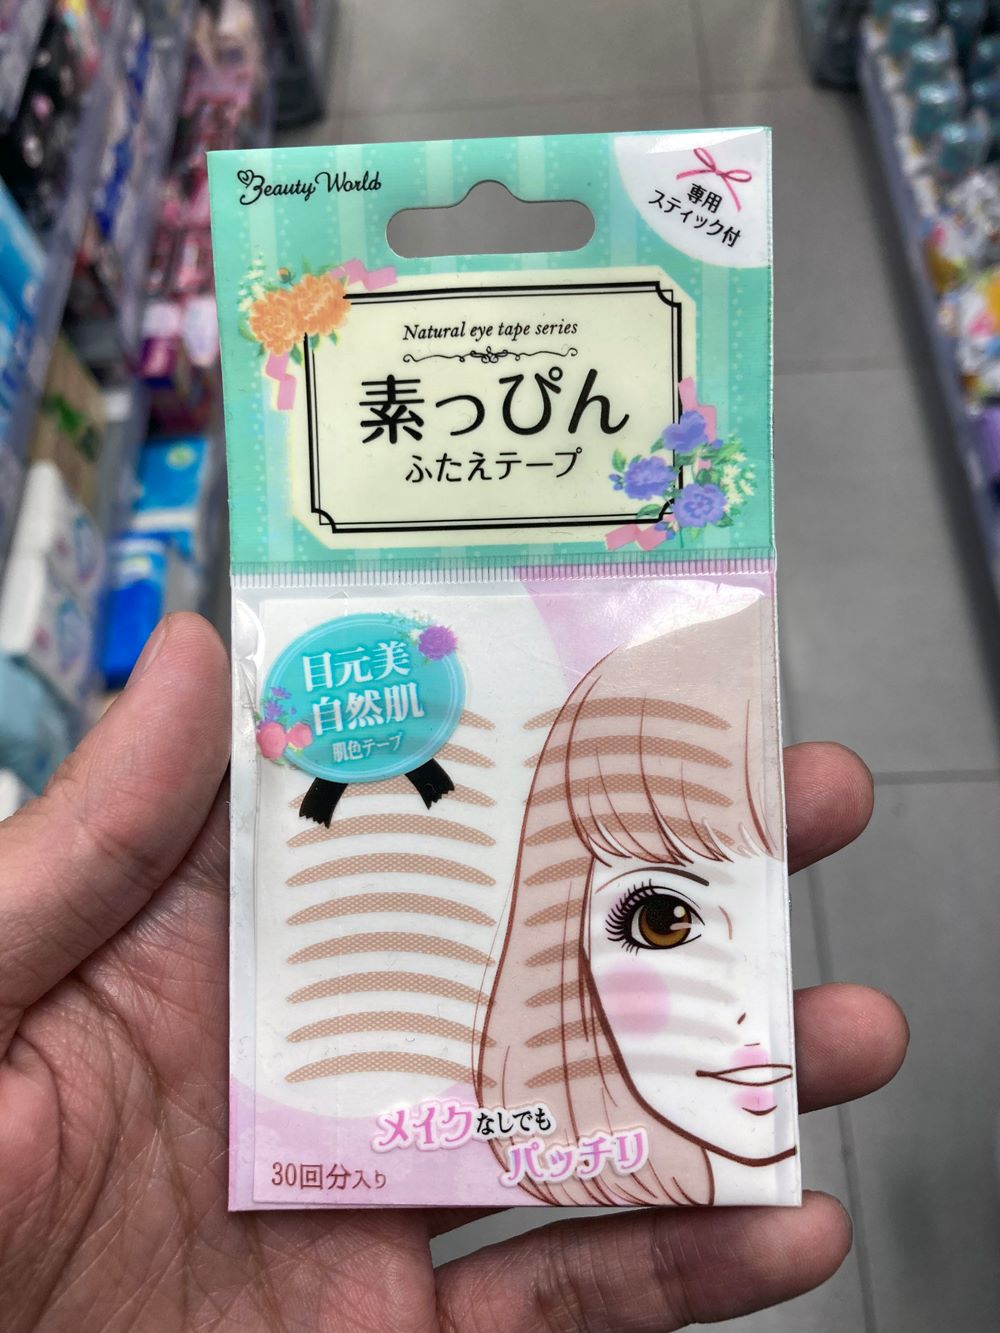 Beauty World
専用
スティック付
Natural eye tape series
素っぴん
ふたえテープ
目元美
自然肌
肌色テープ
メイクなしでも
パッチリ
30回分入り